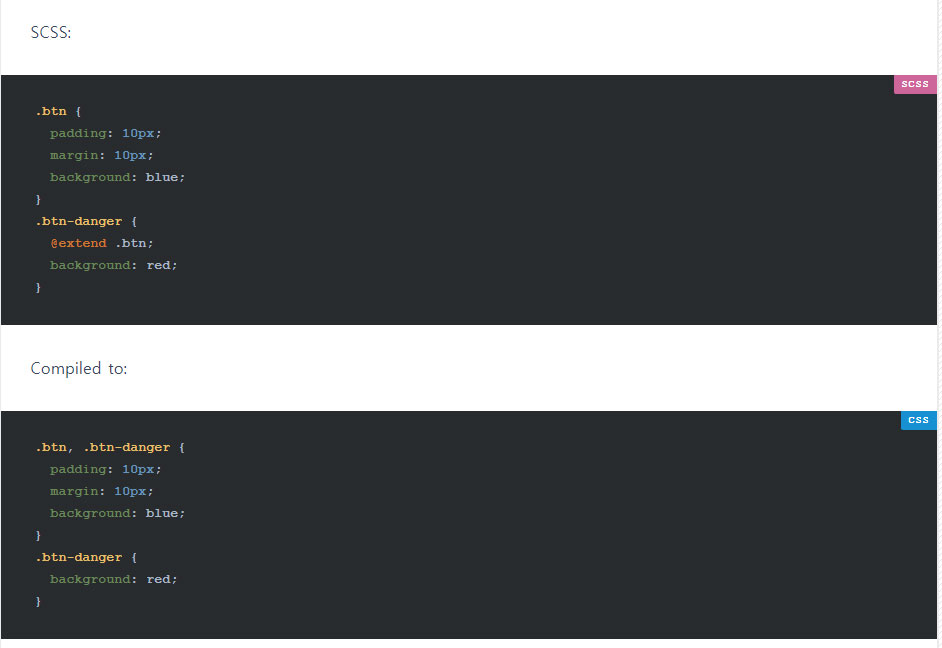 SCSS:
SCSS
.btn {
  padding: 10px;
  margin: 10px;
  background: blue;
}
.btn-danger {
  @extend .btn;
  background: red;
}
Compiled to:
CSS
.btn, .btn-danger {
  padding: 10px;
  margin: 10px;
  background: blue;
}
.btn-danger {
  background: red;
}